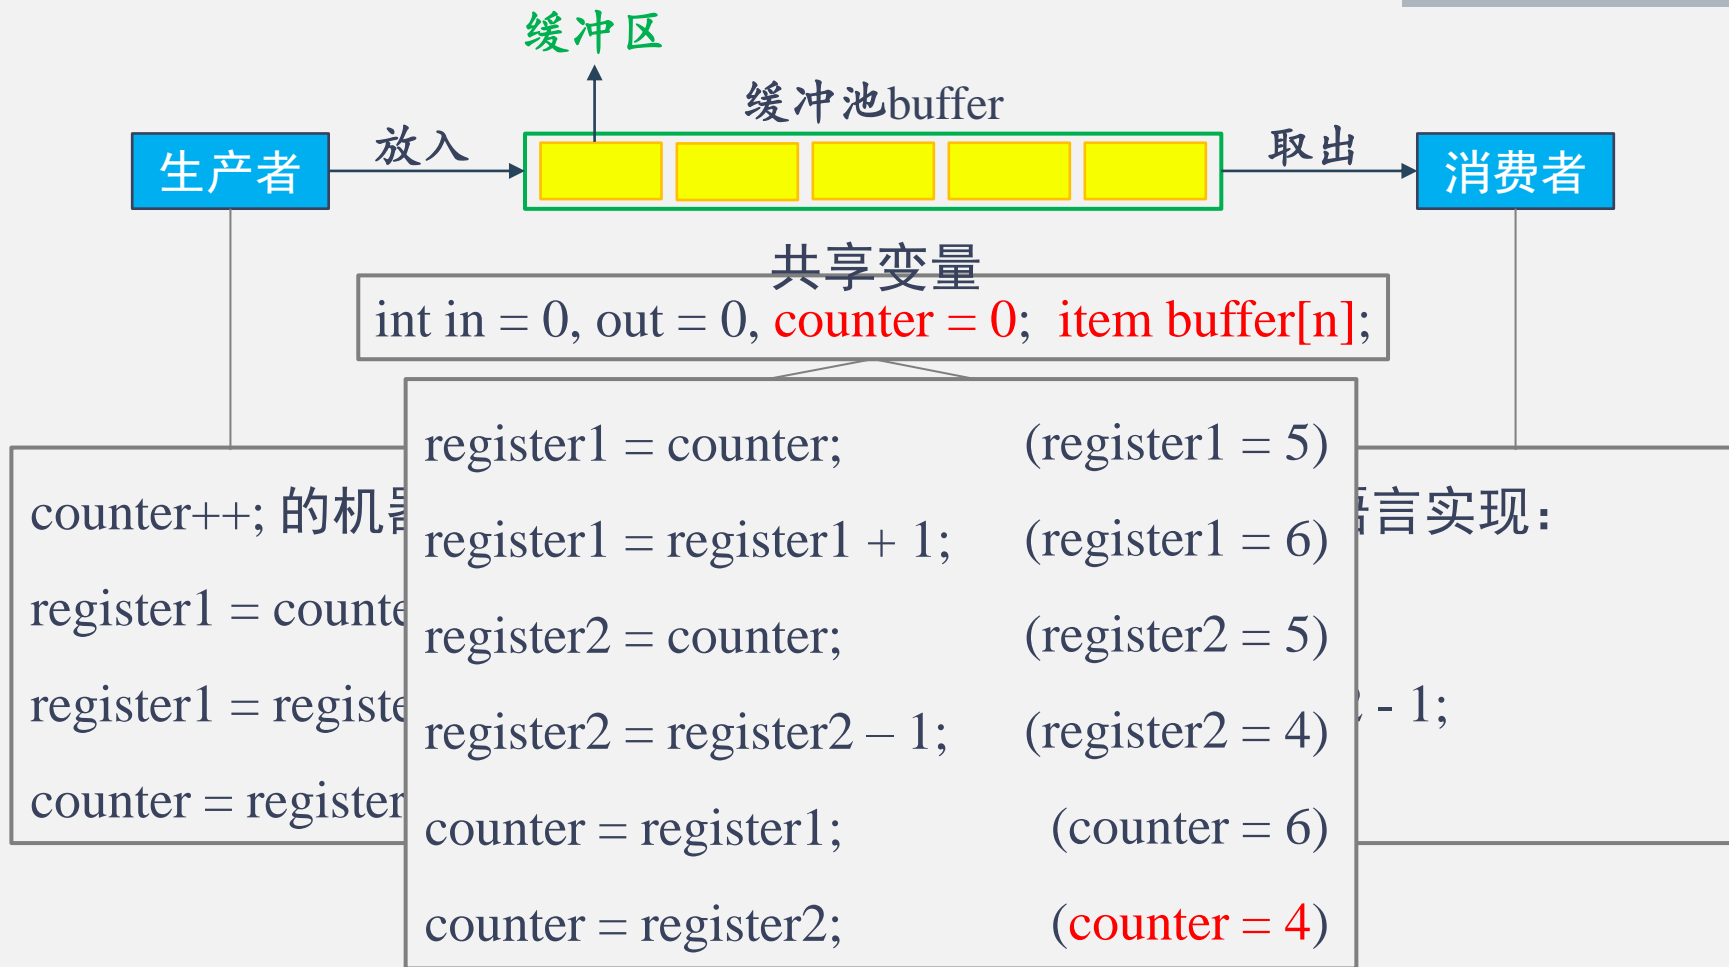 缓冲区
缓冲池buffer
生产者
放入
取出
消费者
共享变量
int in = 0, out = 0, counter = 0; item buffer[n];
counter++; 的机
register1 = counte
register1 = registe
counter = register
register1 = counter; (register1 = 5)
register1 = register1 + 1; (register1 = 6)
register2 = counter; (register2 = 5)
register2 = register2 – 1; (register2 = 4)
counter = register1; (counter = 6)
counter = register2; (counter = 4)
言实现：
- 1;